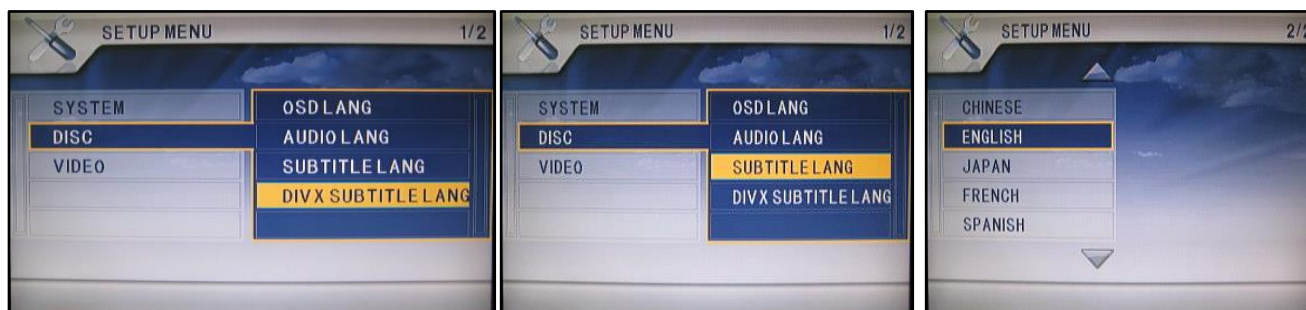 SETUP MENU 1/2
SYSTEM
DISC
VIDEO
OSD LANG
AUDIO LANG
SUBTITLE LANG
DIVX SUBTITLE LANG
SETUP MENU 1/2
SYSTEM
DISC
VIDEO
OSD LANG
AUDIO LANG
SUBTITLE LANG
DIVX SUBTITLE LANG
SETUP MENU 2/2
CHINESE
ENGLISH
JAPAN
FRENCH
SPANISH